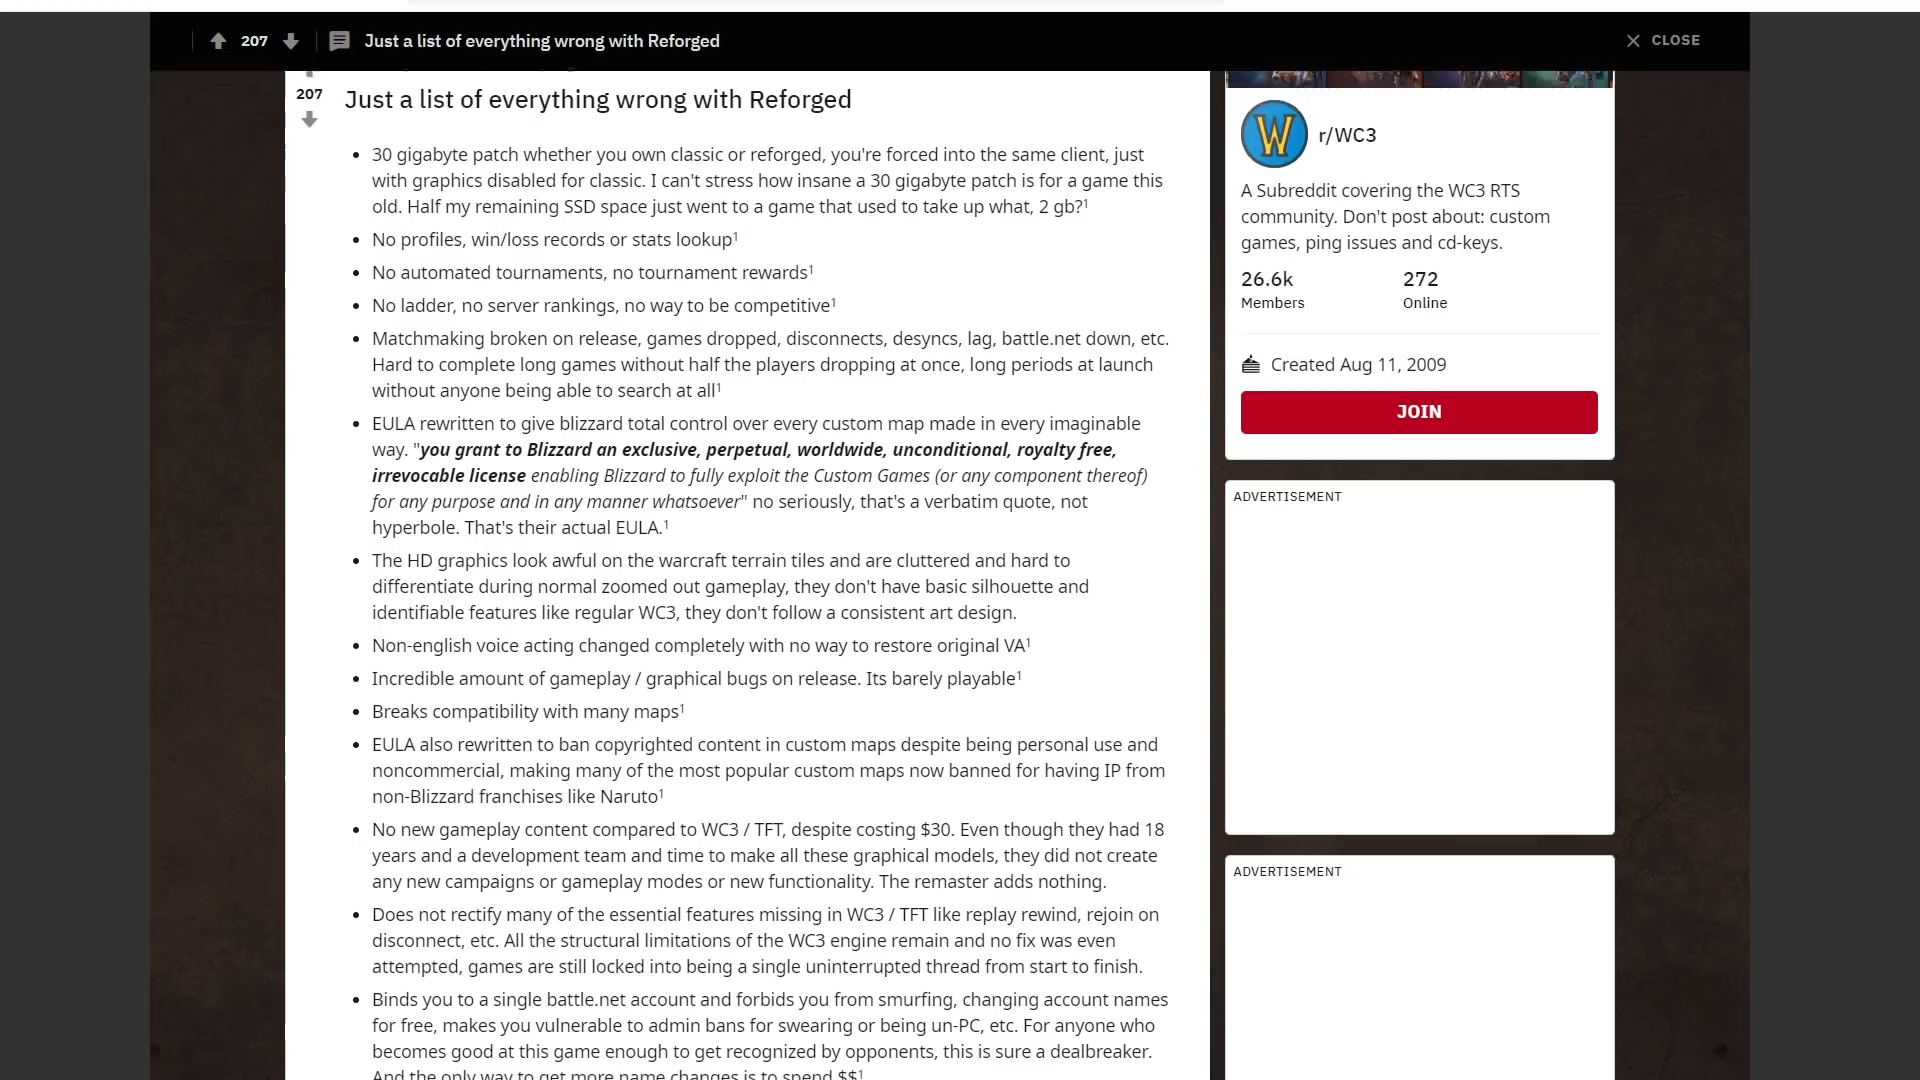 207
Just a list of everything wrong with Reforged
CLOSE
207
Just a list of everything wrong with Reforged
• 30 gigabyte patch whether you own classic or reforged, you're forced into the same client, just
with graphics disabled for classic. I can't stress how insane a 30 gigabyte patch is for a game this
old. Half my remaining SSD space just went to a game that used to take up what, 2 gb?¹
• No profiles, win/loss records or stats lookup¹
• No automated tournaments, no tournament rewards¹
• No ladder, no server rankings, no way to be competitive¹
• Matchmaking broken on release, games dropped, disconnects, desyncs, lag, battle.net down, etc.
Hard to complete long games without half the players dropping at once, long periods at launch
without anyone being able to search at all¹
• EULA rewritten to give blizzard total control over every custom map made in every imaginable
way. "you grant to Blizzard an exclusive, perpetual, worldwide, unconditional, royalty free,
irrevocable license enabling Blizzard to fully exploit the Custom Games (or any component thereof)
for any purpose and in any manner whatsoever" no seriously, that's a verbatim quote, not
hyperbole. That's their actual EULA.¹
• The HD graphics look awful on the warcraft terrain tiles and are cluttered and hard to
differentiate during normal zoomed out gameplay, they don't have basic silhouette and
identifiable features like regular WC3, they don't follow a consistent art design.
• Non-english voice acting changed completely with no way to restore original VA¹
• Incredible amount of gameplay / graphical bugs on release. Its barely playable¹
• Breaks compatibility with many maps¹
• EULA also rewritten to ban copyrighted content in custom maps despite being personal use and
noncommercial, making many of the most popular custom maps now banned for having IP from
non-Blizzard franchises like Naruto¹
• No new gameplay content compared to WC3 / TFT, despite costing $30. Even though they had 18
years and a development team and time to make all these graphical models, they did not create
any new campaigns or gameplay modes or new functionality. The remaster adds nothing.
• Does not rectify many of the essential features missing in WC3 / TFT like replay rewind, rejoin on
disconnect, etc. All the structural limitations of the WC3 engine remain and no fix was even
attempted, games are still locked into being a single uninterrupted thread from start to finish.
• Binds you to a single battle.net account and forbids you from smurfing, changing account names
for free, makes you vulnerable to admin bans for swearing or being un-PC, etc. For anyone who
becomes good at this game enough to get recognized by opponents, this is sure a dealbreaker.
And the only way to get more name changes is to spend $$¹
W
r/WC3
A Subreddit covering the WC3 RTS
community. Don't post about: custom
games, ping issues and cd-keys.
26.6k
Members
272
Online
Created Aug 11, 2009
JOIN
ADVERTISEMENT
ADVERTISEMENT